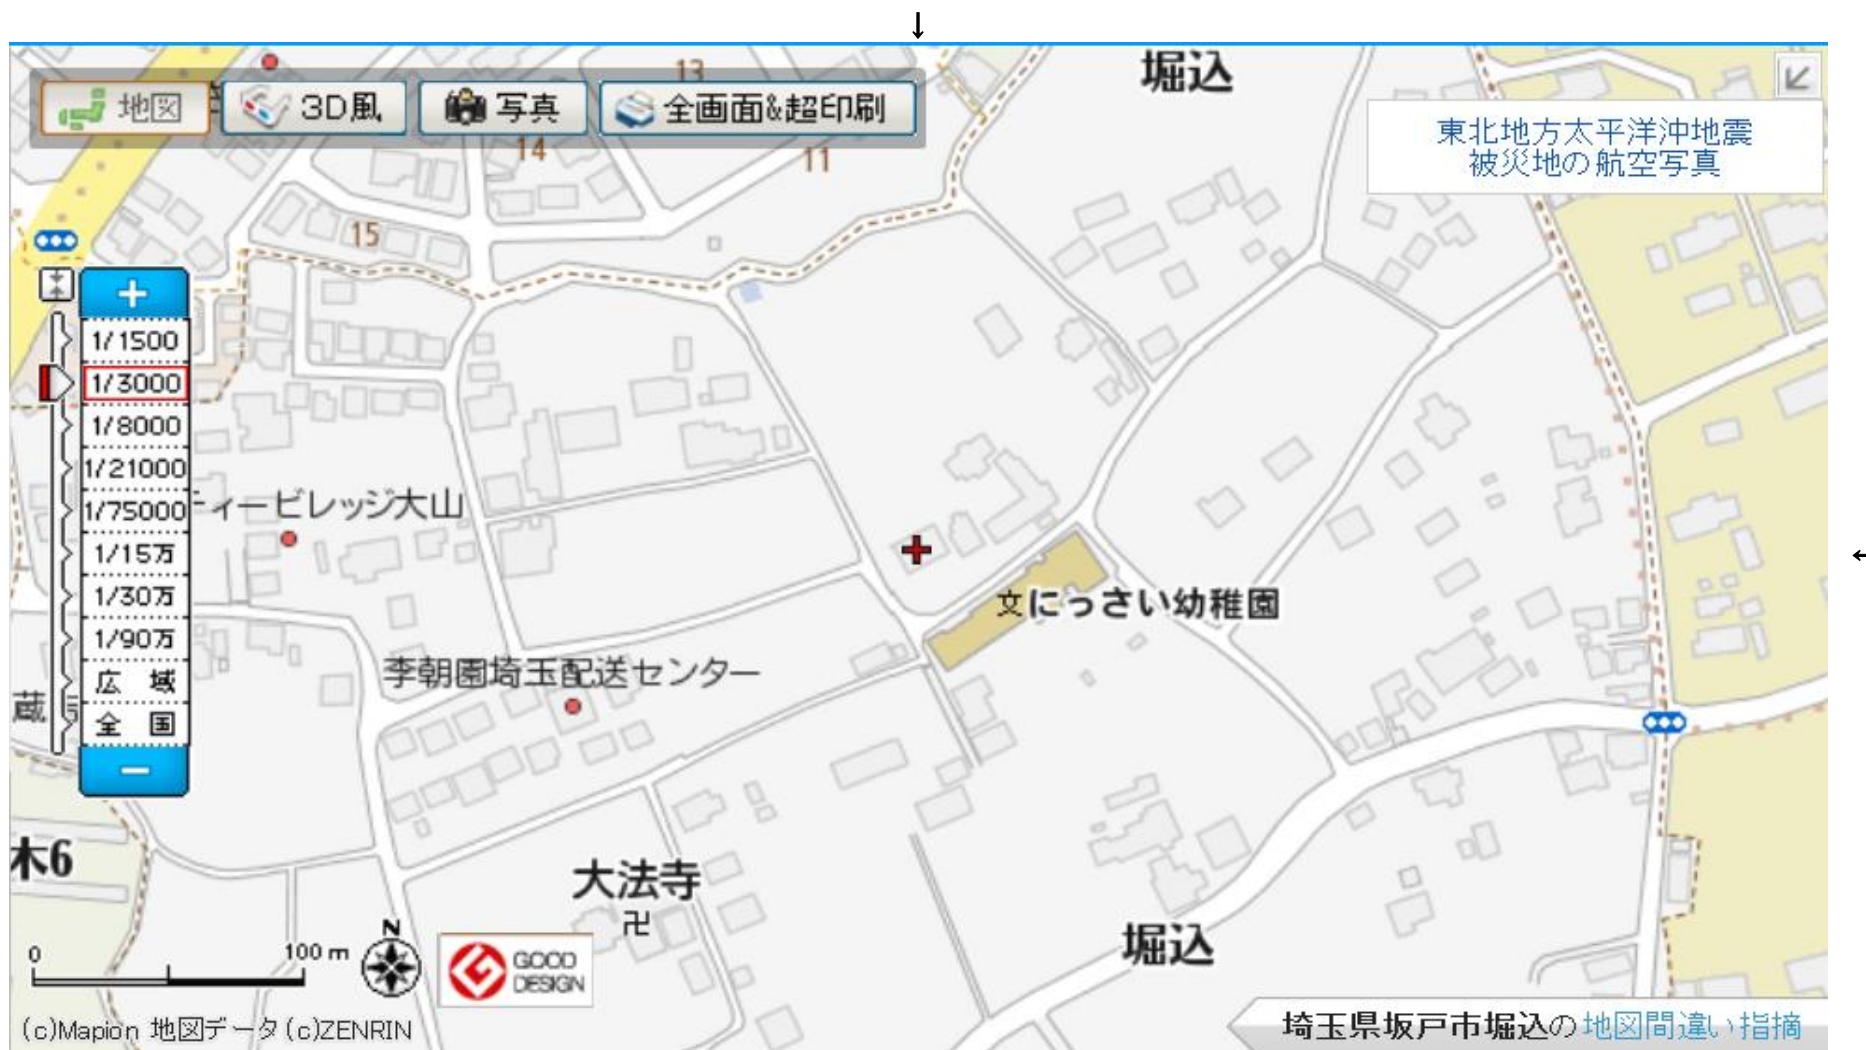 ↓
地図
3D風
写真
全画面&超印刷
13
14
11
15
堀込
東北地方太平洋沖地震
被災地の航空写真
+
1/1500
1/3000
1/8000
1/21000
1/75000
1/15万
1/30万
1/90万
広 域
全 国
−
ティービレッジ大山
文にっさい幼稚園
李朝園埼玉配送センター
蔵
木6
大法寺
卍
堀込
0 100 m
N
GOOD
DESIGN
(c)Mapion 地図データ(c)ZENRIN
埼玉県坂戸市堀込の地図間違い指摘
←